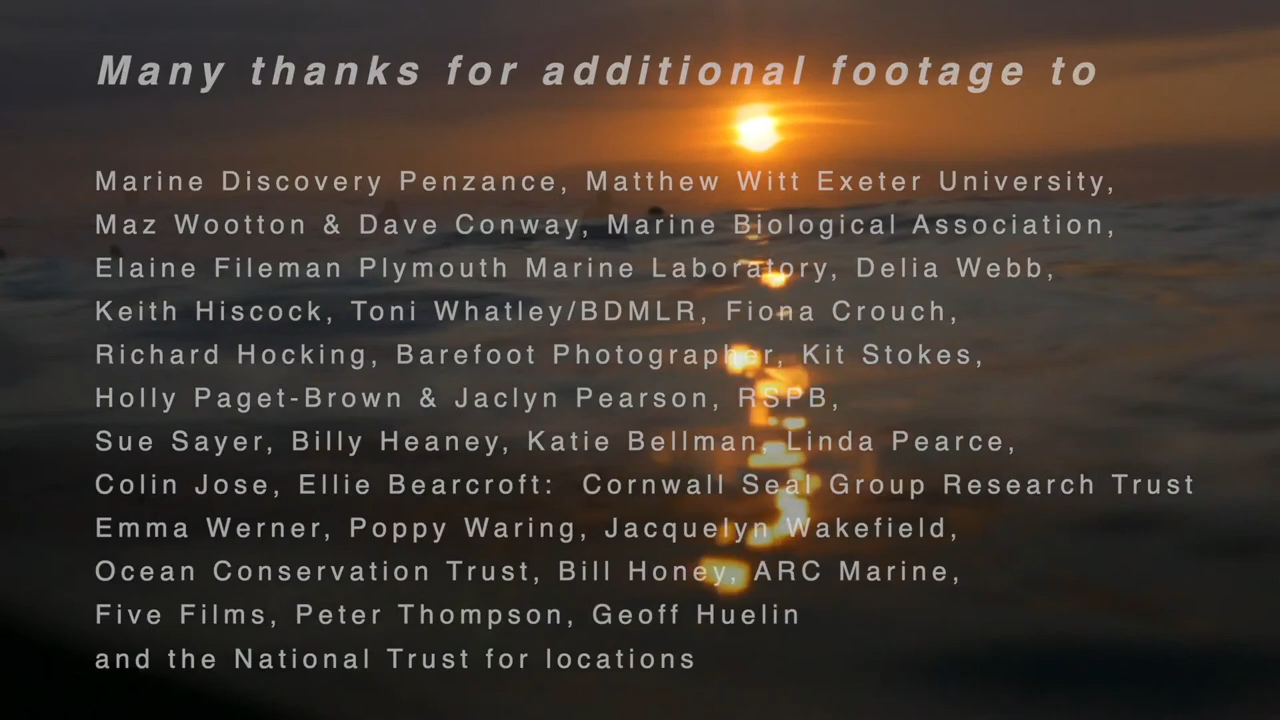 Many thanks for additional footage to
Marine Discovery Penzance, Matthew Witt Exeter University,
Maz Wootton & Dave Conway, Marine Biological Association,
Elaine Fileman Plymouth Marine Laboratory, Delia Webb,
Keith Hiscock, Toni Whatley/BDMLR, Fiona Crouch,
Richard Hocking, Barefoot Photographer, Kit Stokes,
Holly Paget-Brown & Jaclyn Pearson, RSPB,
Sue Sayer, Billy Heaney, Katie Bellman, Linda Pearce,
Colin Jose, Ellie Bearcroft:  Cornwall Seal Group Research Trust
Emma Werner, Poppy Waring, Jacquelyn Wakefield,
Ocean Conservation Trust, Bill Honey, ARC Marine,
Five Films, Peter Thompson, Geoff Huelin
and the National Trust for locations